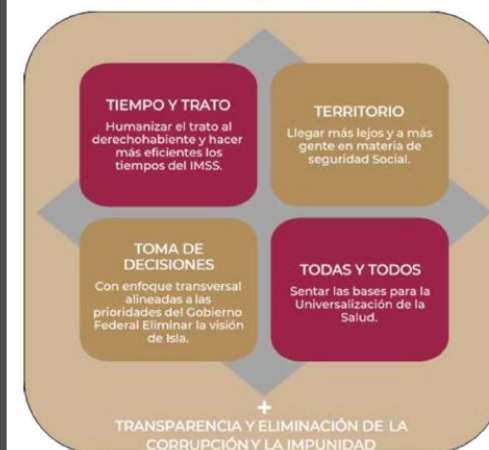 TIEMPO Y TRATO
Humanizar el trato al
derechohabiente y hacer
más eficientes los
tiempos del IMSS.
TERRITORIO
Llegar más lejos y a más
gente en materia de
seguridad Social.
TOMA DE
DECISIONES
Con enfoque transversal
alineadas a las
prioridades del Gobierno
Federal Eliminar la visión
de Isla.
TODAS Y TODOS
Sentar las bases para la
Universalización de la
Salud.
+
TRANSPARENCIA Y ELIMINACIÓN DE LA
CORRUPCIÓN Y LA IMPUNIDAD